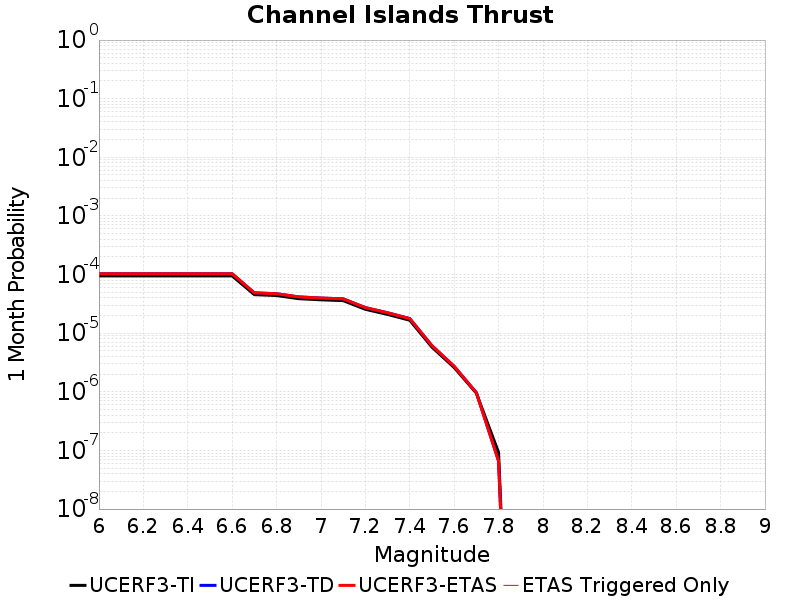 Channel Islands Thrust
1 Month Probability
10^0
10^-1
10^-2
10^-3
10^-4
10^-5
10^-6
10^-7
10^-8
6 6.2 6.4 6.6 6.8 7 7.2 7.4 7.6 7.8 8 8.2 8.4 8.6 8.8 9
Magnitude
UCERF3-TI UCERF3-TD UCERF3-ETAS ETAS Triggered Only